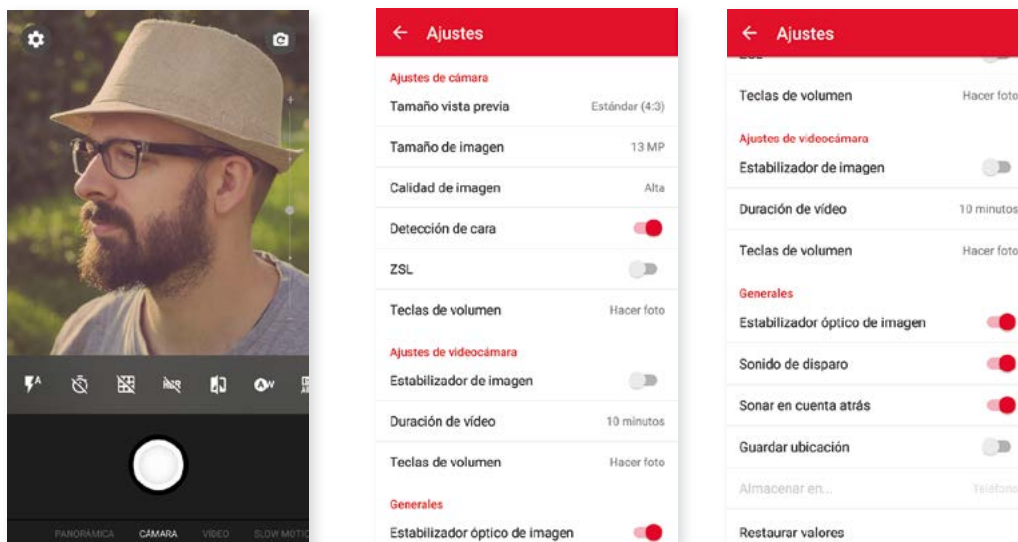 A
HDR
AW
PANORÁMICA CÁMARA VÍDEO SLOW MOTIO
Ajustes
Ajustes de cámara
Tamaño vista previa Estándar (4:3)
Tamaño de imagen 13 MP
Calidad de imagen Alta
Detección de cara
ZSL
Teclas de volumen Hacer foto
Ajustes de videocámara
Estabilizador de imagen
Duración de vídeo 10 minutos
Teclas de volumen Hacer foto
Generales
Estabilizador óptico de imagen
Ajustes
Teclas de volumen Hacer foto
Ajustes de videocámara
Estabilizador de imagen
Duración de vídeo 10 minutos
Teclas de volumen Hacer foto
Generales
Estabilizador óptico de imagen
Sonido de disparo
Sonar en cuenta atrás
Guardar ubicación
Almacenar en... Teléfono
Restaurar valores